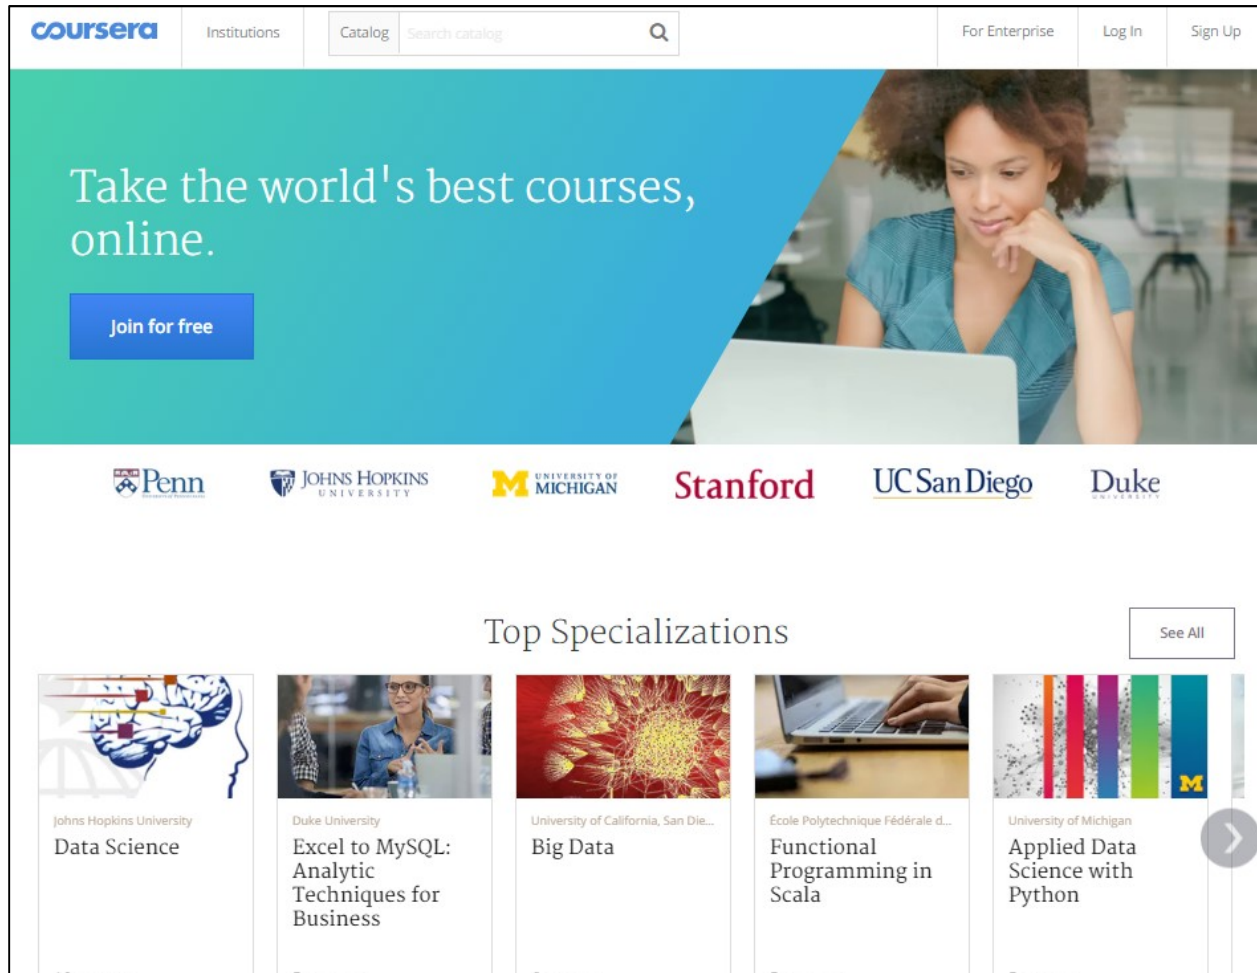 coursera
Institutions
Catalog
Search catalog
For Enterprise
Log In
Sign Up
Take the world's best courses,
online.
Join for free
Penn
JOHNS HOPKINS
UNIVERSITY
M
UNIVERSITY OF
MICHIGAN
Stanford
UC San Diego
Duke
UNIVERSITY
Top Specializations
See All
M
Johns Hopkins University
Data Science
Duke University
Excel to MySQL:
Analytic
Techniques for
Business
University of California, San Die...
Big Data
École Polytechnique Fédérale d...
Functional
Programming in
Scala
University of Michigan
Applied Data
Science with
Python